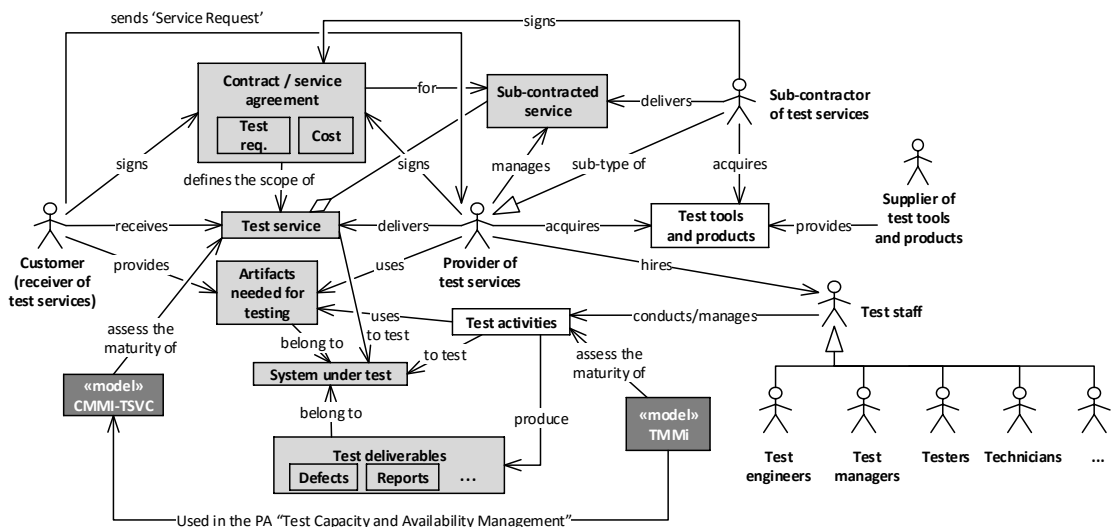 sends ‘Service Request’
signs
Contract / service
agreement
Test
req.
Cost
for
Sub-contracted
service
delivers
Sub-contractor
of test services
signs
signs
manages
sub-type of
acquires
defines the scope of
Supplier of
test tools
and products
receives
Test service
delivers
acquires
Test tools
and products
provides
Customer
(receiver of
test services)
provides
Artifacts
needed for
testing
uses
Provider of
test services
hires
assess the
maturity of
uses
Test activities
conducts/manages
Test staff
belong to
to test
to test
assess the
maturity of
System under test
«model»
CMMI-TSVC
belong to
produce
«model»
TMMi
Test deliverables
Defects
Reports
...
Test
engineers
Test
managers
Testers
Technicians
...
Used in the PA “Test Capacity and Availability Management”